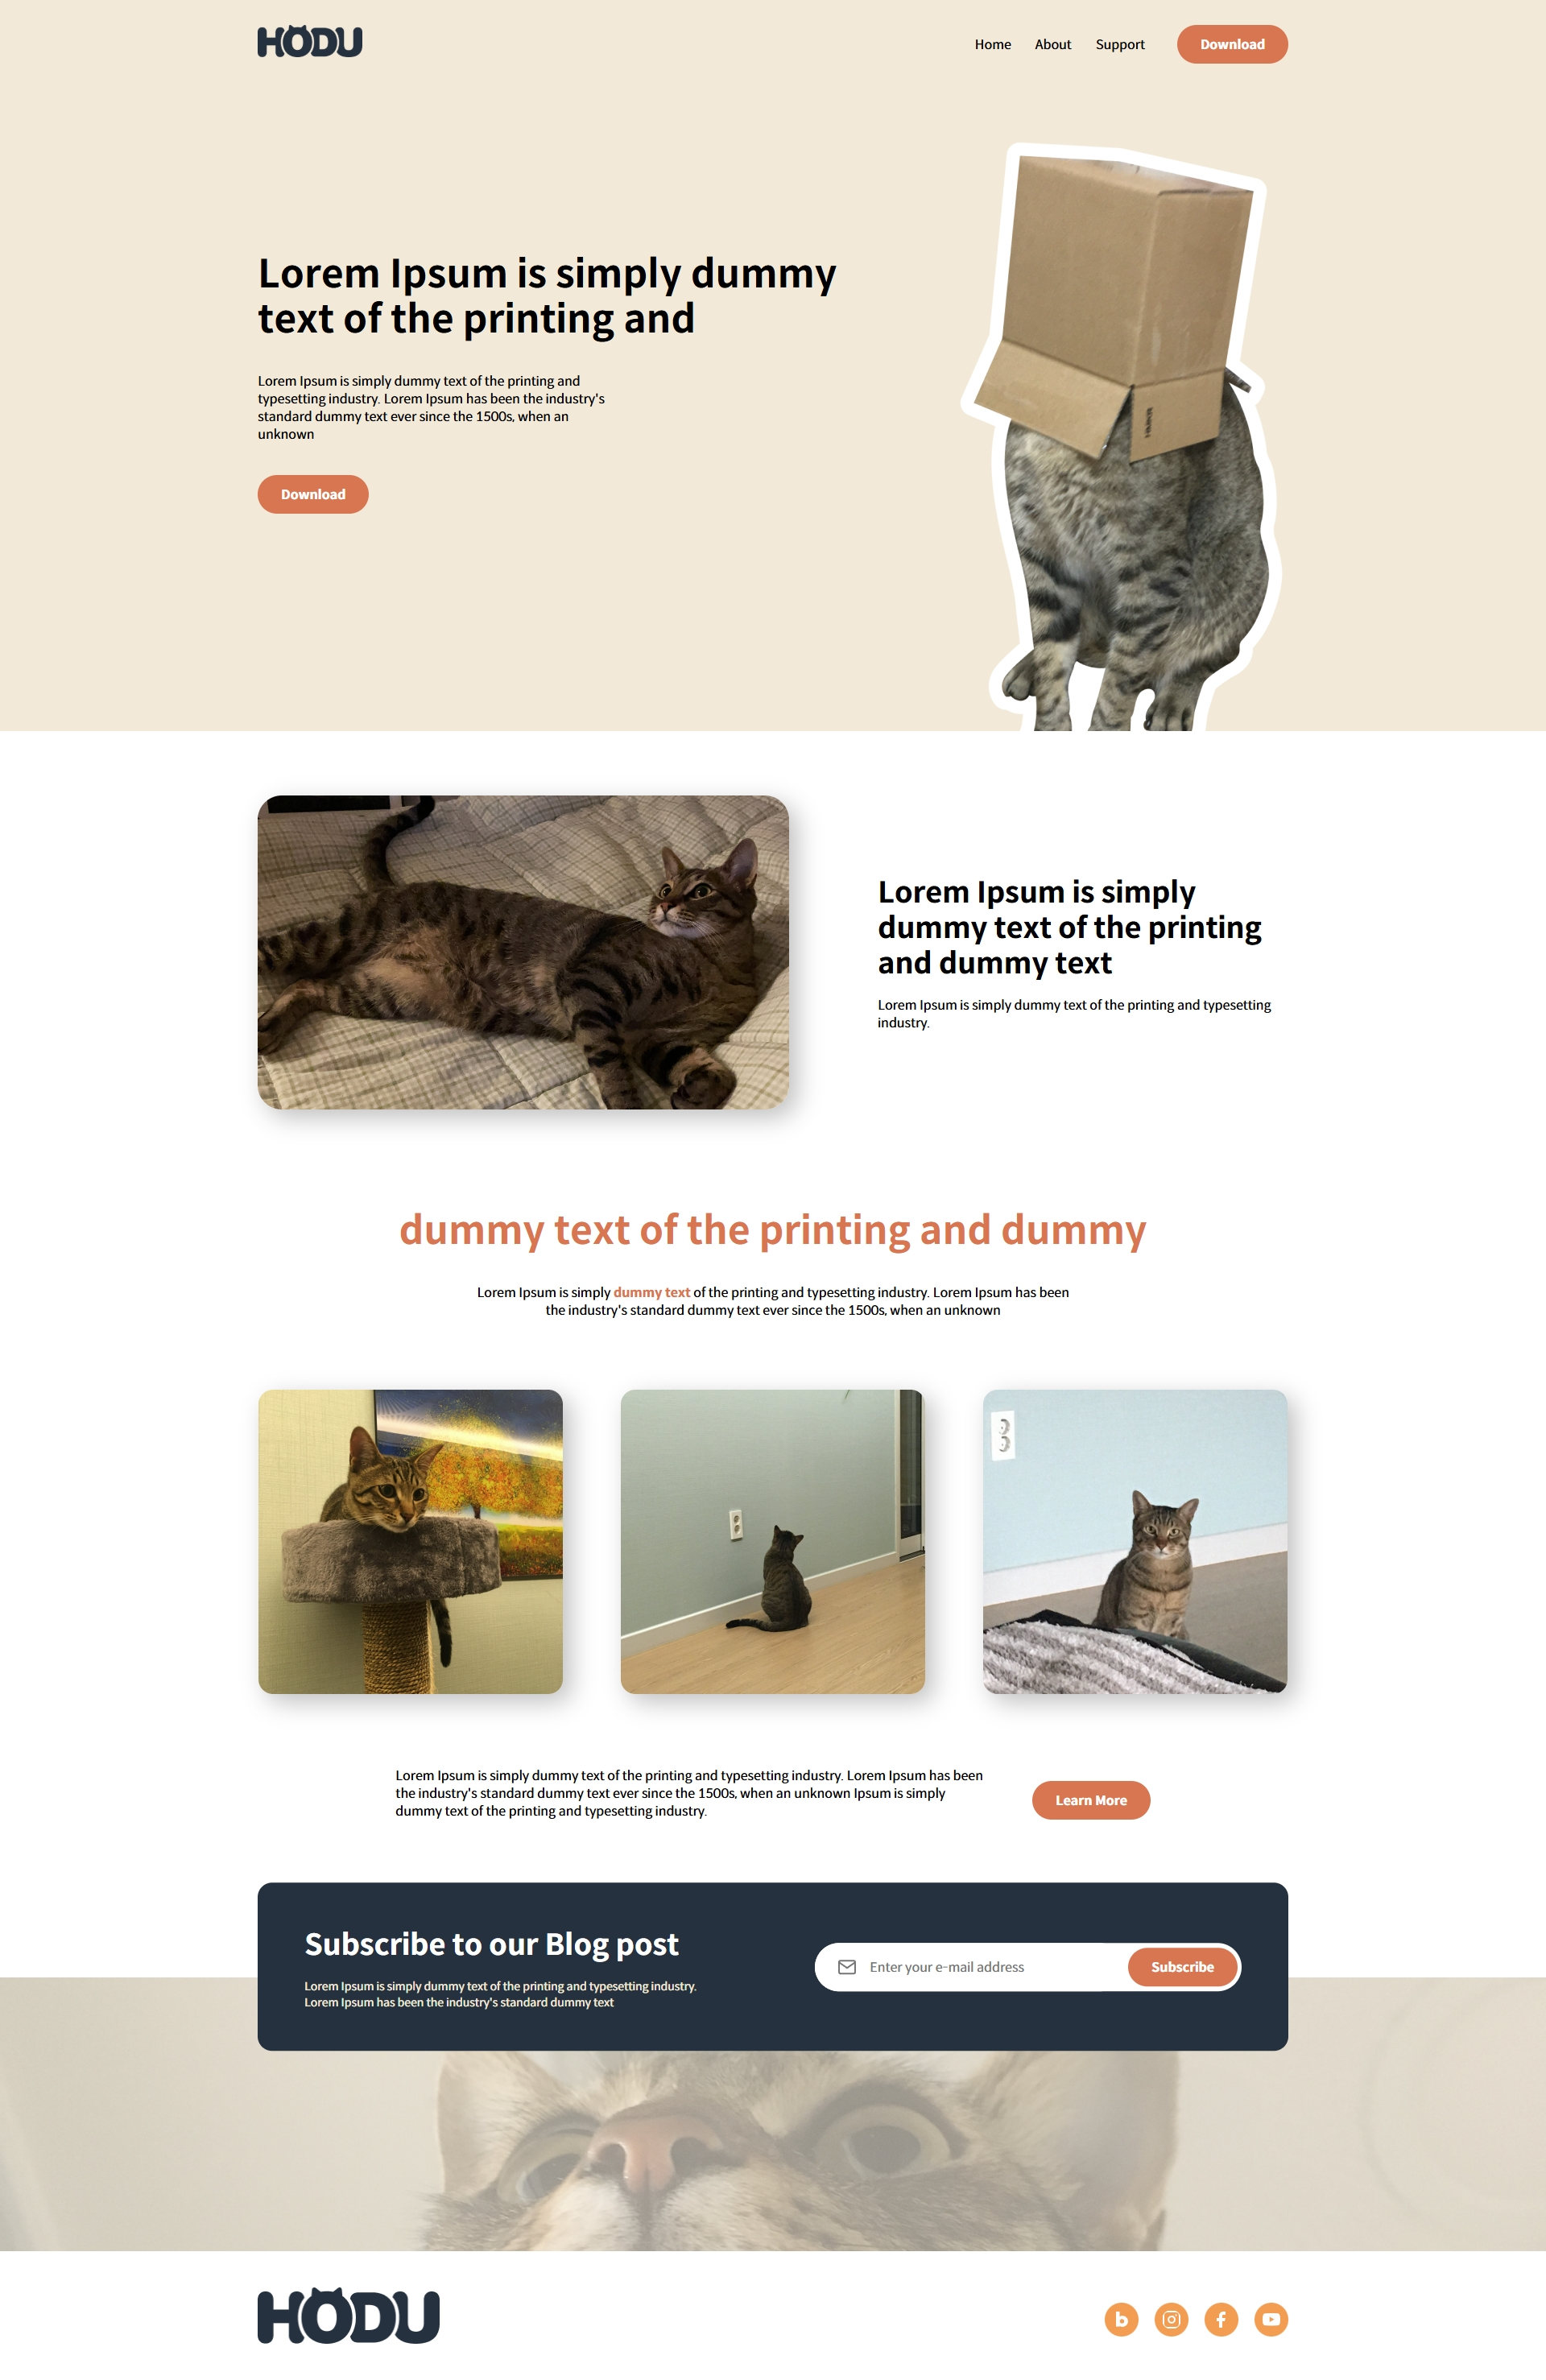 HODU
Home About Support Download
Lorem Ipsum is simply dummy
text of the printing and
Lorem Ipsum is simply dummy text of the printing and
typesetting industry. Lorem Ipsum has been the industry's
standard dummy text ever since the 1500s, when an
unknown
Download
Lorem Ipsum is simply
dummy text of the printing
and dummy text
Lorem Ipsum is simply dummy text of the printing and typesetting
industry.
dummy text of the printing and dummy
Lorem Ipsum is simply dummy text of the printing and typesetting industry. Lorem Ipsum has been
the industry's standard dummy text ever since the 1500s, when an unknown
Lorem Ipsum is simply dummy text of the printing and typesetting industry. Lorem Ipsum has been
the industry's standard dummy text ever since the 1500s, when an unknown Ipsum is simply
dummy text of the printing and typesetting industry.
Learn More
Subscribe to our Blog post
Lorem Ipsum is simply dummy text of the printing and typesetting industry.
Lorem Ipsum has been the industry's standard dummy text
Enter your e-mail address
Subscribe
HODU